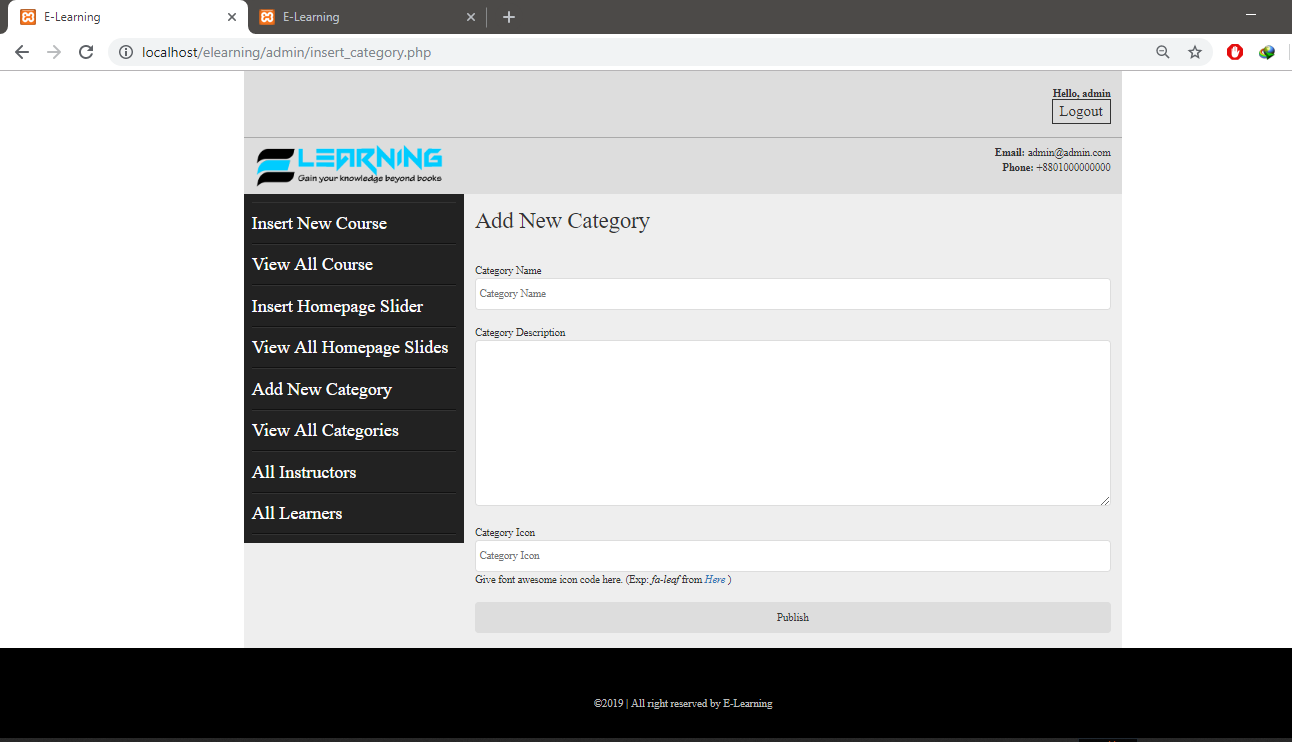 E-Learning
E-Learning
localhost/elearning/admin/insert_category.php
Hello, admin
Logout
LEARNING
Gain your knowledge beyond books
Email: admin@admin.com
Phone: +8801000000000
Insert New Course
View All Course
Insert Homepage Slider
View All Homepage Slides
Add New Category
View All Categories
All Instructors
All Learners
Add New Category
Category Name
Category Name
Category Description
Category Icon
Category Icon
Give font awesome icon code here. (Exp: fa-leaf from Here )
Publish
©2019 | All right reserved by E-Learning